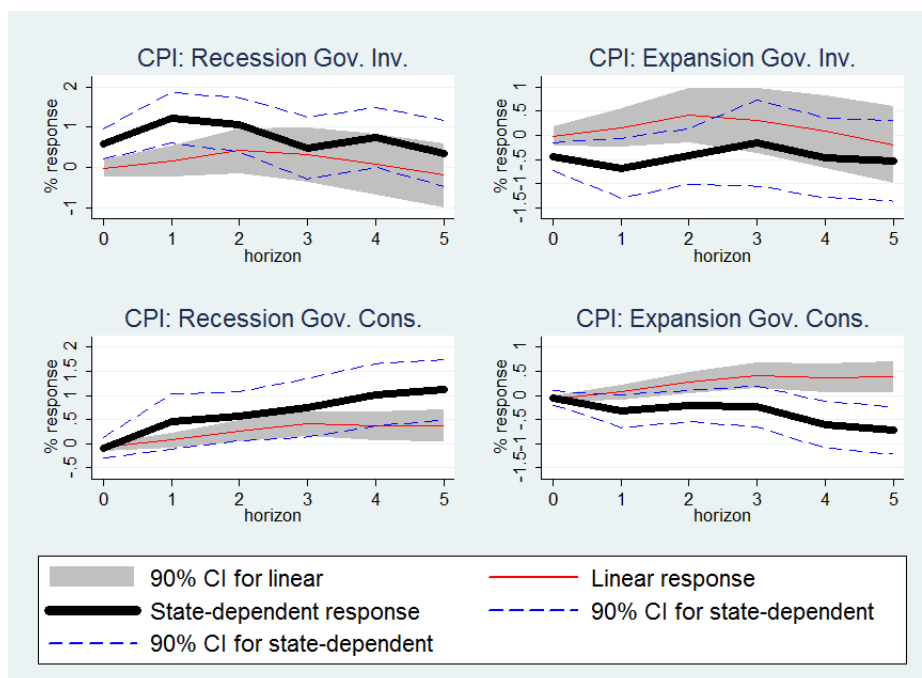 CPI: Recession Gov. Inv.
% response
2
1
0
-1
0 1 2 3 4 5
horizon
CPI: Expansion Gov. Inv.
% response
1
.5
0
-.5
-1
-1.5
0 1 2 3 4 5
horizon
CPI: Recession Gov. Cons.
% response
2
1.5
1
.5
0
-.5
0 1 2 3 4 5
horizon
CPI: Expansion Gov. Cons.
% response
1
.5
0
-.5
-1
-1.5
0 1 2 3 4 5
horizon
90% CI for linear
Linear response
State-dependent response
90% CI for state-dependent
90% CI for state-dependent